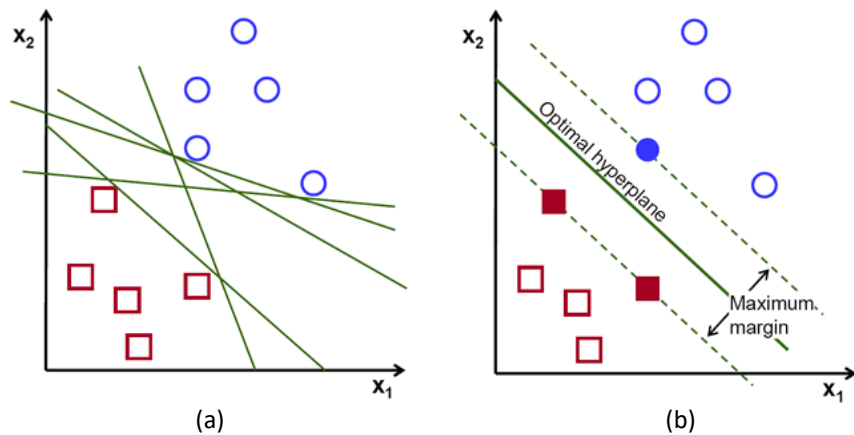 x₂
x₁
(a)
x₂
Optimal hyperplane
Maximum
margin
x₁
(b)